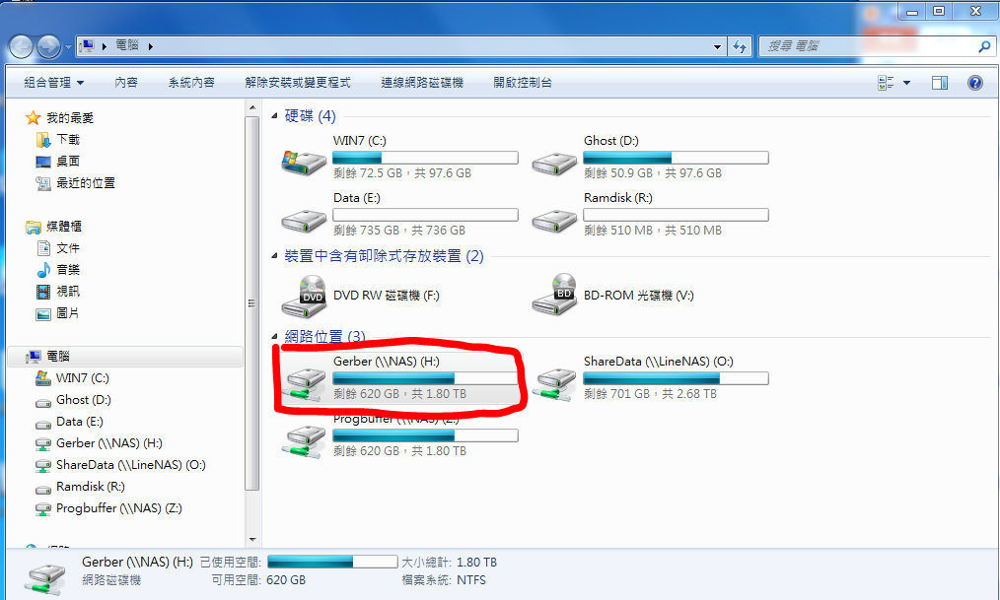 電腦
搜尋 電腦
組合管理 內容 系統內容 解除安裝或變更程式 連線網路磁碟機 開啟控制台
我的最愛
下載
桌面
最近的位置
媒體櫃
文件
音樂
視訊
圖片
電腦
WIN7 (C:)
Ghost (D:)
Data (E:)
Gerber (\\NAS) (H:)
ShareData (\\LineNAS) (O:)
Ramdisk (R:)
Progbuffer (\\NAS) (Z:)
硬碟 (4)
WIN7 (C:)
剩餘 72.5 GB，共 97.6 GB
Ghost (D:)
剩餘 50.9 GB，共 97.6 GB
Data (E:)
剩餘 735 GB，共 736 GB
Ramdisk (R:)
剩餘 510 MB，共 510 MB
裝置中含有卸除式存放裝置 (2)
DVD
DVD RW 磁碟機 (F:)
BD
BD-ROM 光碟機 (V:)
網路位置 (3)
Gerber (\\NAS) (H:)
剩餘 620 GB，共 1.80 TB
ShareData (\\LineNAS) (O:)
剩餘 701 GB，共 2.68 TB
Progbuffer (\\NAS) (Z:)
剩餘 620 GB，共 1.80 TB
Gerber (\\NAS) (H:) 已使用空間: 大小總計: 1.80 TB
網路磁碟機 可用空間: 620 GB 檔案系統: NTFS